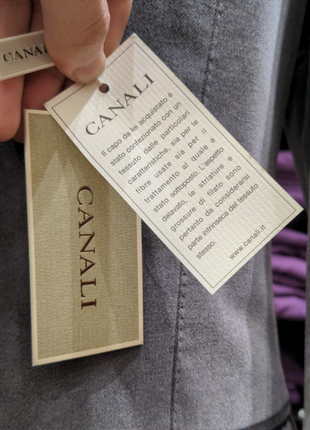 CANALI
CANALI
Il capo da lei acquistato è
stato confezionato con un
tessuto dalle particolari
caratteristiche, sia per le
fibre usate sia per il
trattamento al quale è
stato sottoposto. L'aspetto
delavato, le striature e
grossure di filato sono
pertanto da considerarsi
parte intrinseca del tessuto
stesso.
www.canali.it
CANALI